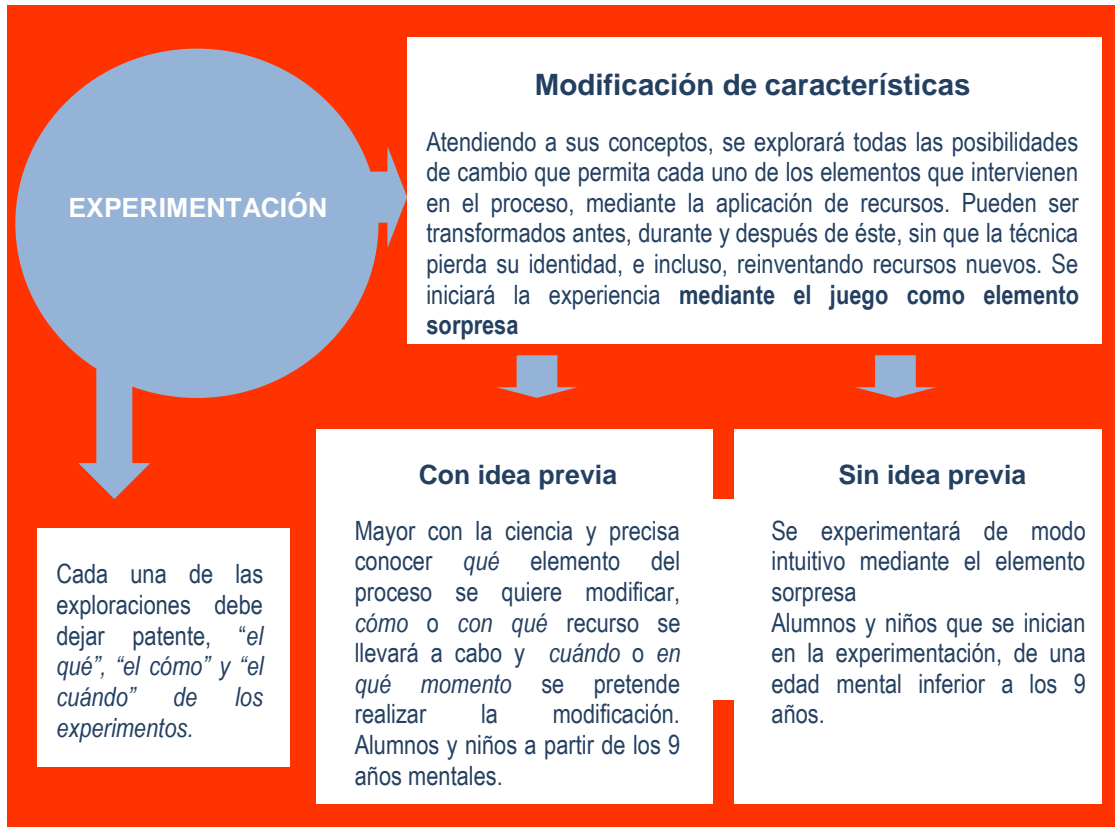 EXPERIMENTACIÓN
Modificación de características
Atendiendo a sus conceptos, se explorará todas las posibilidades
de cambio que permita cada uno de los elementos que intervienen
en el proceso, mediante la aplicación de recursos. Pueden ser
transformados antes, durante y después de éste, sin que la técnica
pierda su identidad, e incluso, reinventando recursos nuevos. Se
iniciará la experiencia mediante el juego como elemento
sorpresa
Cada una de las
exploraciones debe
dejar patente, “el
qué”, “el cómo” y “el
cuándo” de los
experimentos.
Con idea previa
Mayor con la ciencia y precisa
conocer qué elemento del
proceso se quiere modificar,
cómo o con qué recurso se
llevará a cabo y cuándo o en
qué momento se pretende
realizar la modificación.
Alumnos y niños a partir de los 9
años mentales.
Sin idea previa
Se experimentará de modo
intuitivo mediante el elemento
sorpresa
Alumnos y niños que se inician
en la experimentación, de una
edad mental inferior a los 9
años.